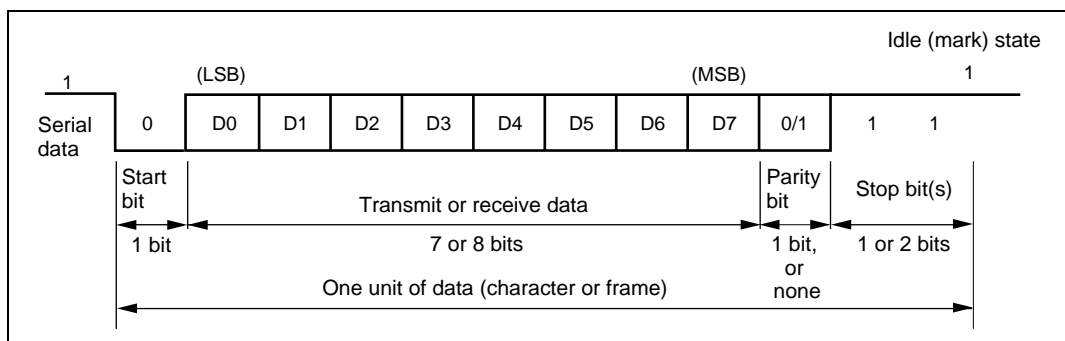 Idle (mark) state
1 (LSB) (MSB) 1
Serial data
0 D0 D1 D2 D3 D4 D5 D6 D7 0/1 1 1
Start bit
Transmit or receive data
Parity bit
Stop bit(s)
1 bit
7 or 8 bits
1 bit, or none
1 or 2 bits
One unit of data (character or frame)